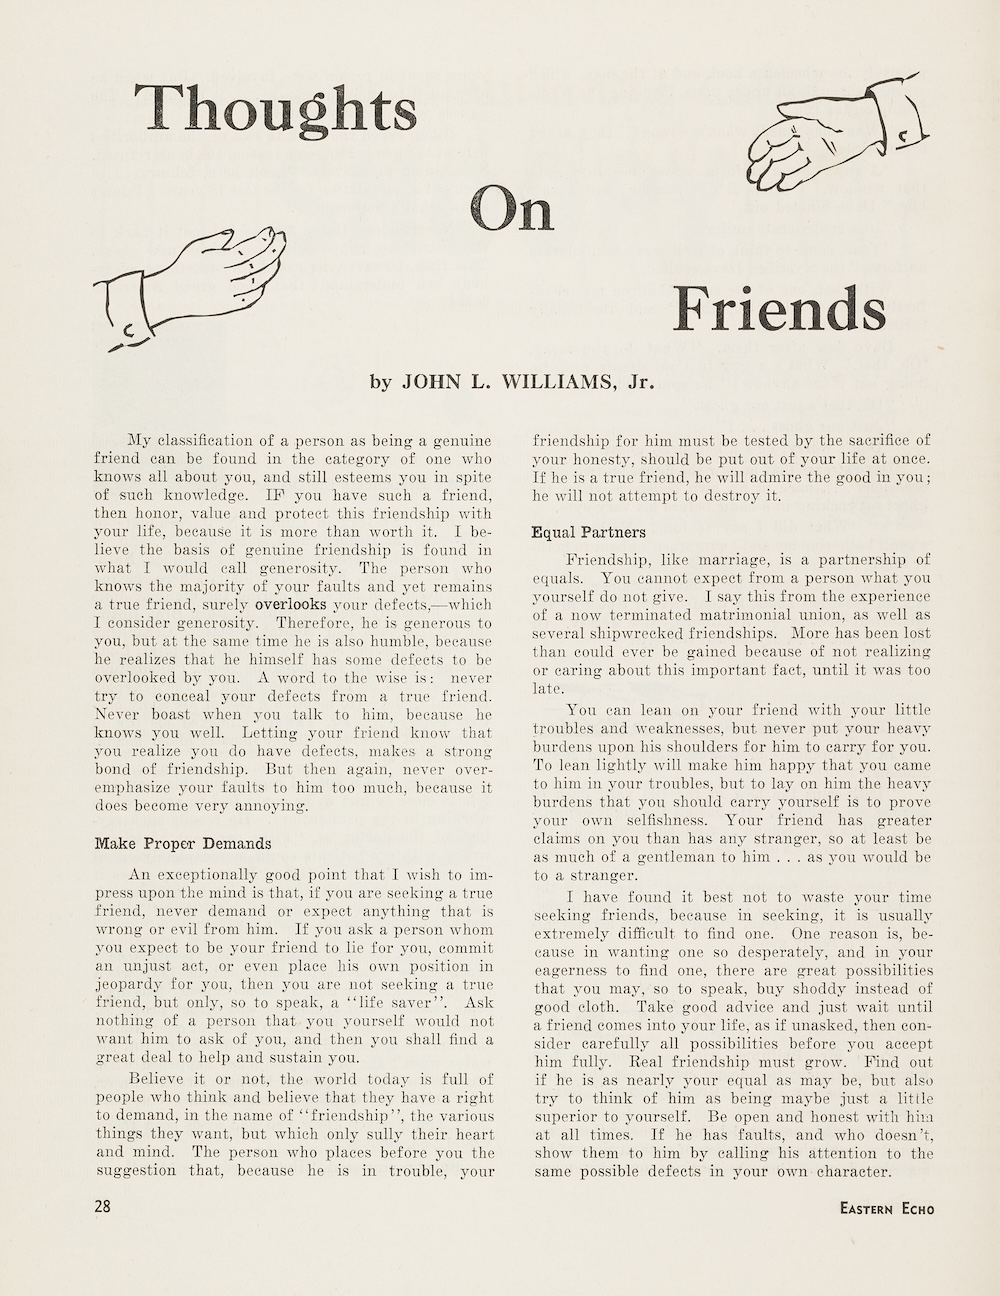 Thoughts
On
Friends
by JOHN L. WILLIAMS, Jr.
My classification of a person as being a genuine
friend can be found in the category of one who
knows all about you, and still esteems you in spite
of such knowledge. IF you have such a friend,
then honor, value and protect this friendship with
your life, because it is more than worth it. I be-
lieve the basis of genuine friendship is found in
what I would call generosity. The person who
knows the majority of your faults and yet remains
a true friend, surely overlooks your defects,—which
I consider generosity. Therefore, he is generous to
you, but at the same time he is also humble, because
he realizes that he himself has some defects to be
overlooked by you. A word to the wise is: never
try to conceal your defects from a true friend.
Never boast when you talk to him, because he
knows you well. Letting your friend know that
you realize you do have defects, makes a strong
bond of friendship. But then again, never over-
emphasize your faults to him too much, because it
does become very annoying.
Make Proper Demands
An exceptionally good point that I wish to im-
press upon the mind is that, if you are seeking a true
friend, never demand or expect anything that is
wrong or evil from him. If you ask a person whom
you expect to be your friend to lie for you, commit
an unjust act, or even place his own position in
jeopardy for you, then you are not seeking a true
friend, but only, so to speak, a "life saver". Ask
nothing of a person that you yourself would not
want him to ask of you, and then you shall find a
great deal to help and sustain you.
Believe it or not, the world today is full of
people who think and believe that they have a right
to demand, in the name of "friendship", the various
things they want, but which only sully their heart
and mind. The person who places before you the
suggestion that, because he is in trouble, your
friendship for him must be tested by the sacrifice of
your honesty, should be put out of your life at once.
If he is a true friend, he will admire the good in you;
he will not attempt to destroy it.
Equal Partners
Friendship, like marriage, is a partnership of
equals. You cannot expect from a person what you
yourself do not give. I say this from the experience
of a now terminated matrimonial union, as well as
several shipwrecked friendships. More has been lost
than could ever be gained because of not realizing
or caring about this important fact, until it was too
late.
You can lean on your friend with your little
troubles and weaknesses, but never put your heavy
burdens upon his shoulders for him to carry for you.
To lean lightly will make him happy that you came
to him in your troubles, but to lay on him the heavy
burdens that you should carry yourself is to prove
your own selfishness. Your friend has greater
claims on you than has any stranger, so at least be
as much of a gentleman to him . . . as you would be
to a stranger.
I have found it best not to waste your time
seeking friends, because in seeking, it is usually
extremely difficult to find one. One reason is, be-
cause in wanting one so desperately, and in your
eagerness to find one, there are great possibilities
that you may, so to speak, buy shoddy instead of
good cloth. Take good advice and just wait until
a friend comes into your life, as if unasked, then con-
sider carefully all possibilities before you accept
him fully. Real friendship must grow. Find out
if he is as nearly your equal as may be, but also
try to think of him as being maybe just a little
superior to yourself. Be open and honest with him
at all times. If he has faults, and who doesn't,
show them to him by calling his attention to the
same possible defects in your own character.
28
EASTERN ECHO